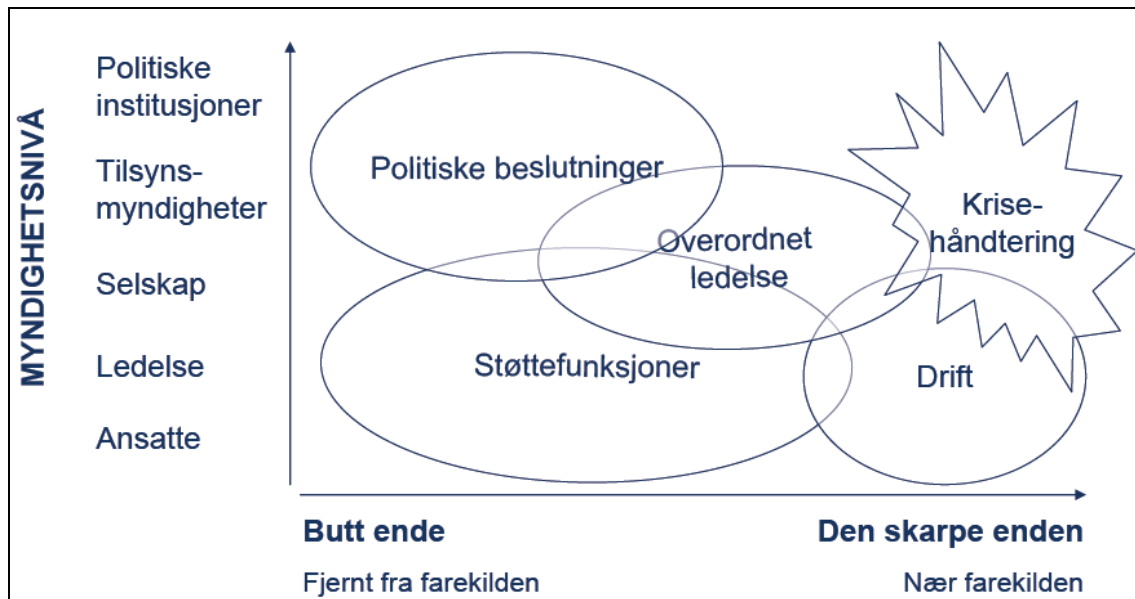 MYNDIGHETSNIVÅ
Politiske
institusjoner
Tilsyns-
myndigheter
Selskap
Ledelse
Ansatte
Politiske beslutninger
Overordnet
ledelse
Krise-
håndtering
Støttefunksjoner
Drift
Butt ende
Den skarpe enden
Fjernt fra farekilden
Nær farekilden